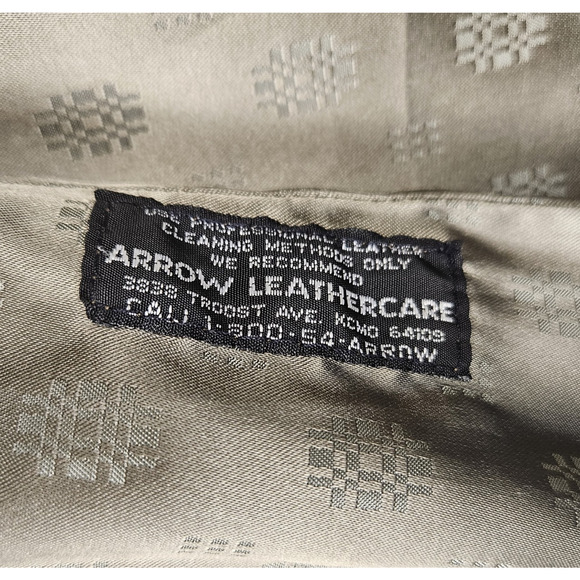 USE PROFESSIONAL LEATHER
CLEANING METHODS ONLY
WE RECOMMEND
ARROW LEATHERCARE
3838 TROOST AVE. KCMO 64109
CALL 1-800-54-ARROW